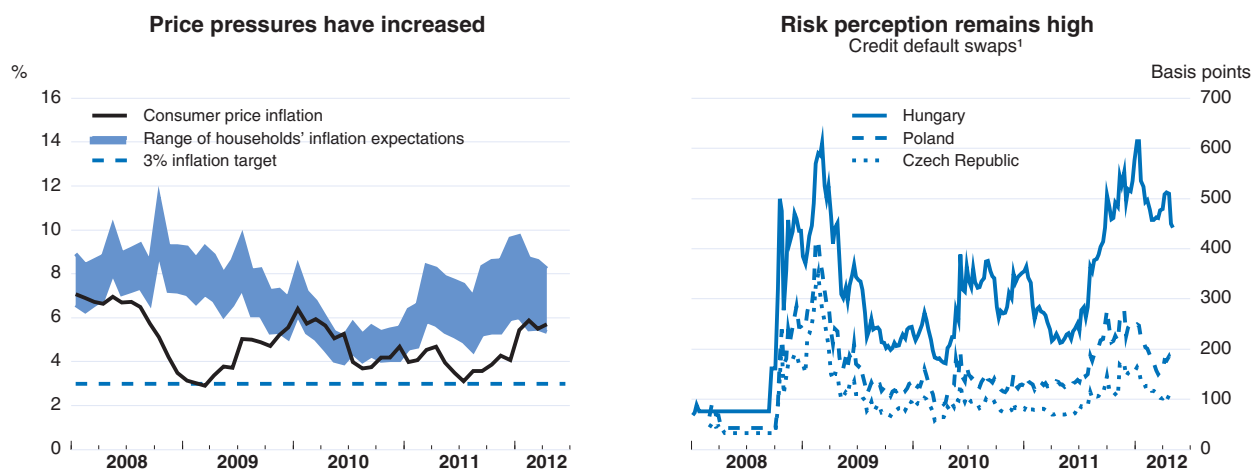 Price pressures have increased
%
16
14
12
10
8
6
4
2
0
Consumer price inflation
Range of households' inflation expectations
3% inflation target
2008 2009 2010 2011 2012
Risk perception remains high
Credit default swaps¹
Basis points
700
600
500
400
300
200
100
0
Hungary
Poland
Czech Republic
2008 2009 2010 2011 2012